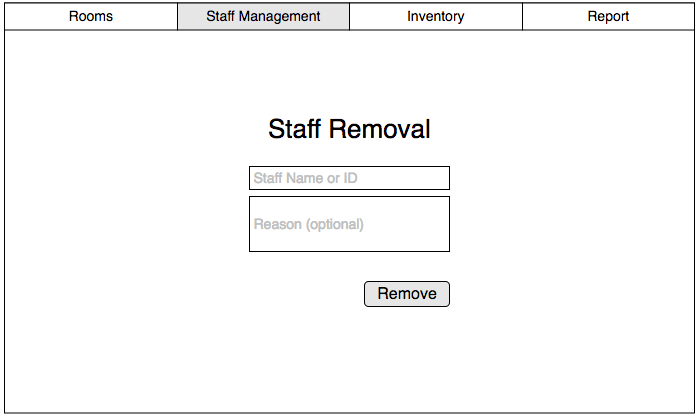 Rooms Staff Management Inventory Report
Staff Removal
Staff Name or ID
Reason (optional)
Remove